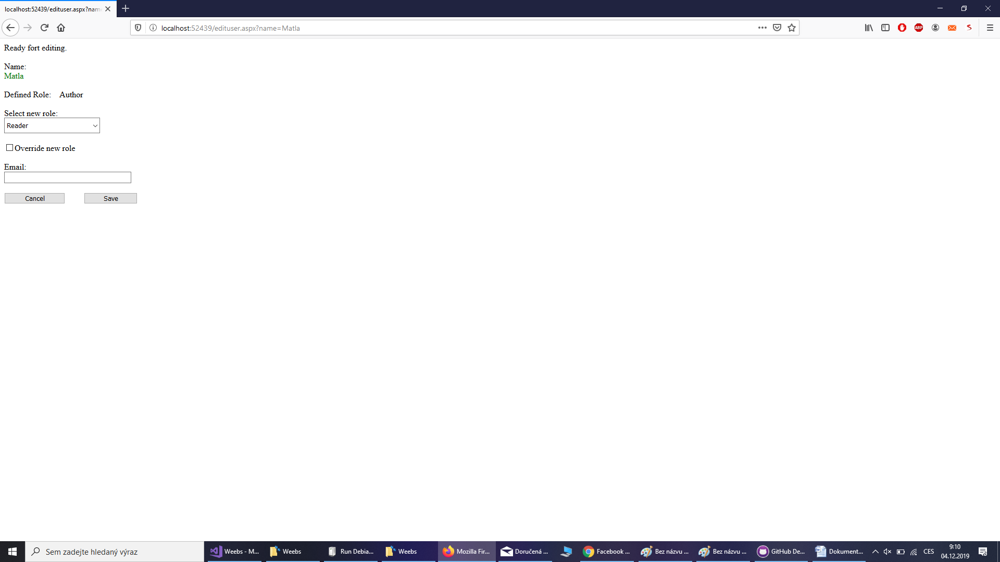 localhost:52439/edituser.aspx?nam
localhost:52439/edituser.aspx?name=Matla
ABP
Ready fort editing.
Name:
Matla
Defined Role: Author
Select new role:
Reader
Override new role
Email:
Cancel Save
Sem zadejte hledaný výraz
Weebs - M...
Weebs
Run Debia...
Weebs
Mozilla Fir...
Doručená ...
Facebook ...
Bez názvu ...
Bez názvu ...
GitHub De...
Dokument...
CES
9:10
04.12.2019